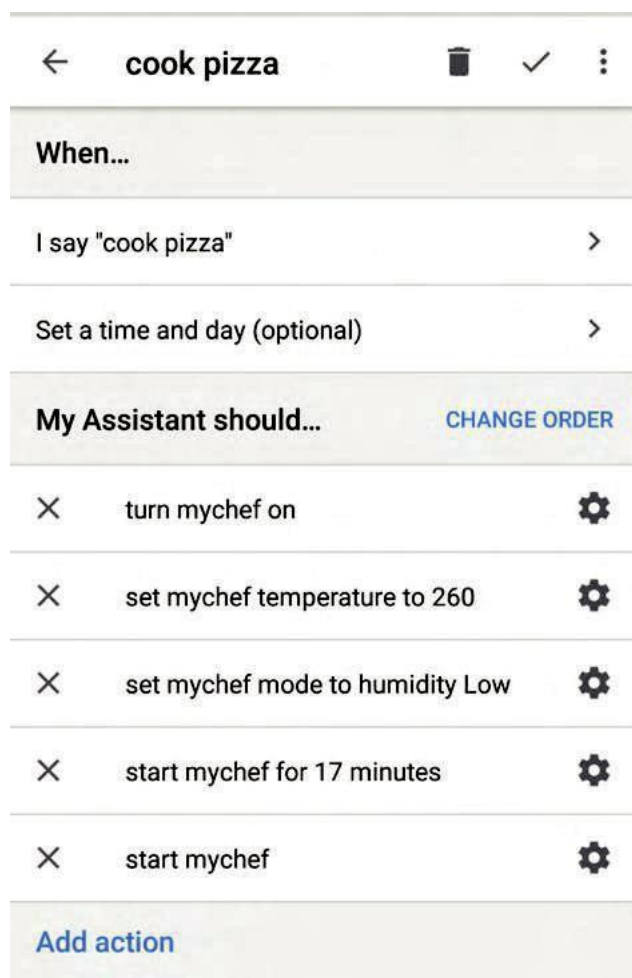 cook pizza
When...
I say "cook pizza"
Set a time and day (optional)
My Assistant should... CHANGE ORDER
turn mychef on
set mychef temperature to 260
set mychef mode to humidity Low
start mychef for 17 minutes
start mychef
Add action